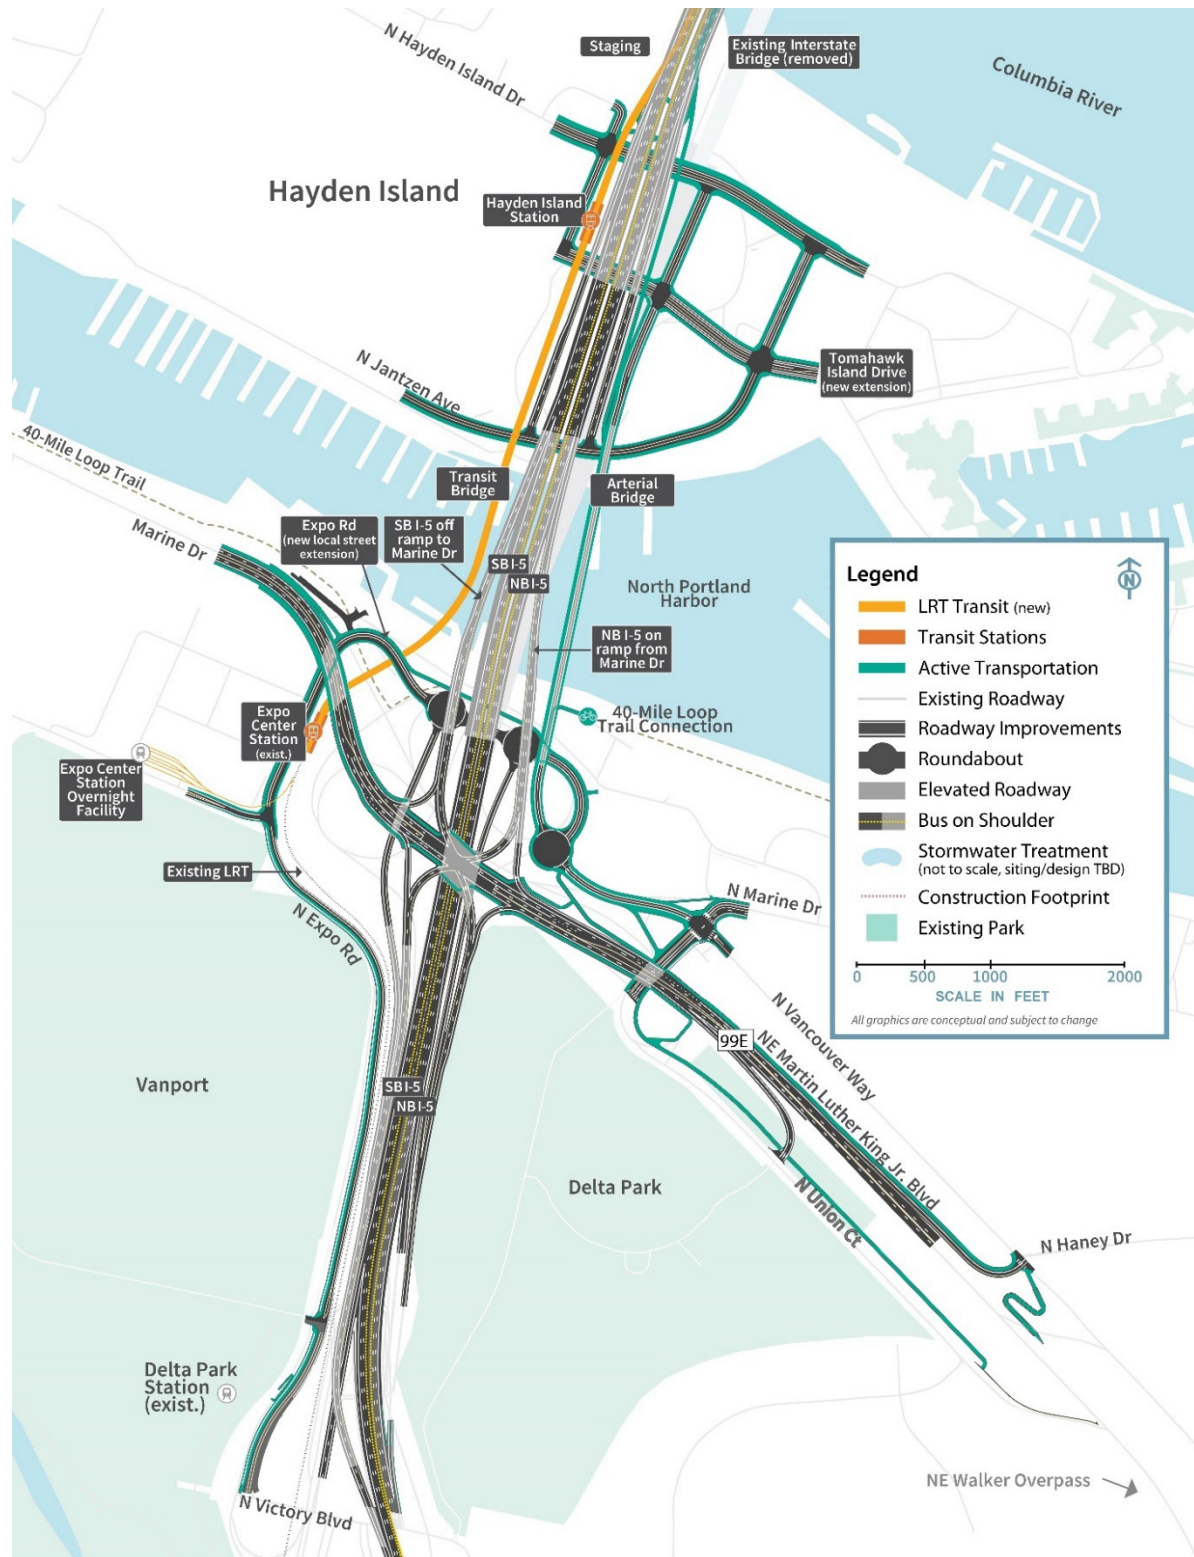 Staging
Existing Interstate
Bridge (removed)
N Hayden Island Dr
Columbia River
Hayden Island
Hayden Island
Station
Tomahawk
Island Drive
(new extension)
N Jantzen Ave
40-Mile Loop Trail
Transit
Bridge
Arterial
Bridge
Marine Dr
Expo Rd
(new local street
extension)
SB I-5 off
ramp to
Marine Dr
SB I-5
NB I-5
North Portland
Harbor
NB I-5 on
ramp from
Marine Dr
40-Mile Loop
Trail Connection
Expo
Center
Station
(exist.)
Expo Center
Station
Overnight
Facility
Existing LRT
N Expo Rd
N Marine Dr
N Vancouver Way
99E
NE Martin Luther King Jr. Blvd
Vanport
SB I-5
NB I-5
Delta Park
N Union Ct
N Haney Dr
Delta Park
Station
(exist.)
N Victory Blvd
NE Walker Overpass
Legend
N
LRT Transit (new)
Transit Stations
Active Transportation
Existing Roadway
Roadway Improvements
Roundabout
Elevated Roadway
Bus on Shoulder
Stormwater Treatment
(not to scale, siting/design TBD)
Construction Footprint
Existing Park
0 500 1000 2000
SCALE IN FEET
All graphics are conceptual and subject to change